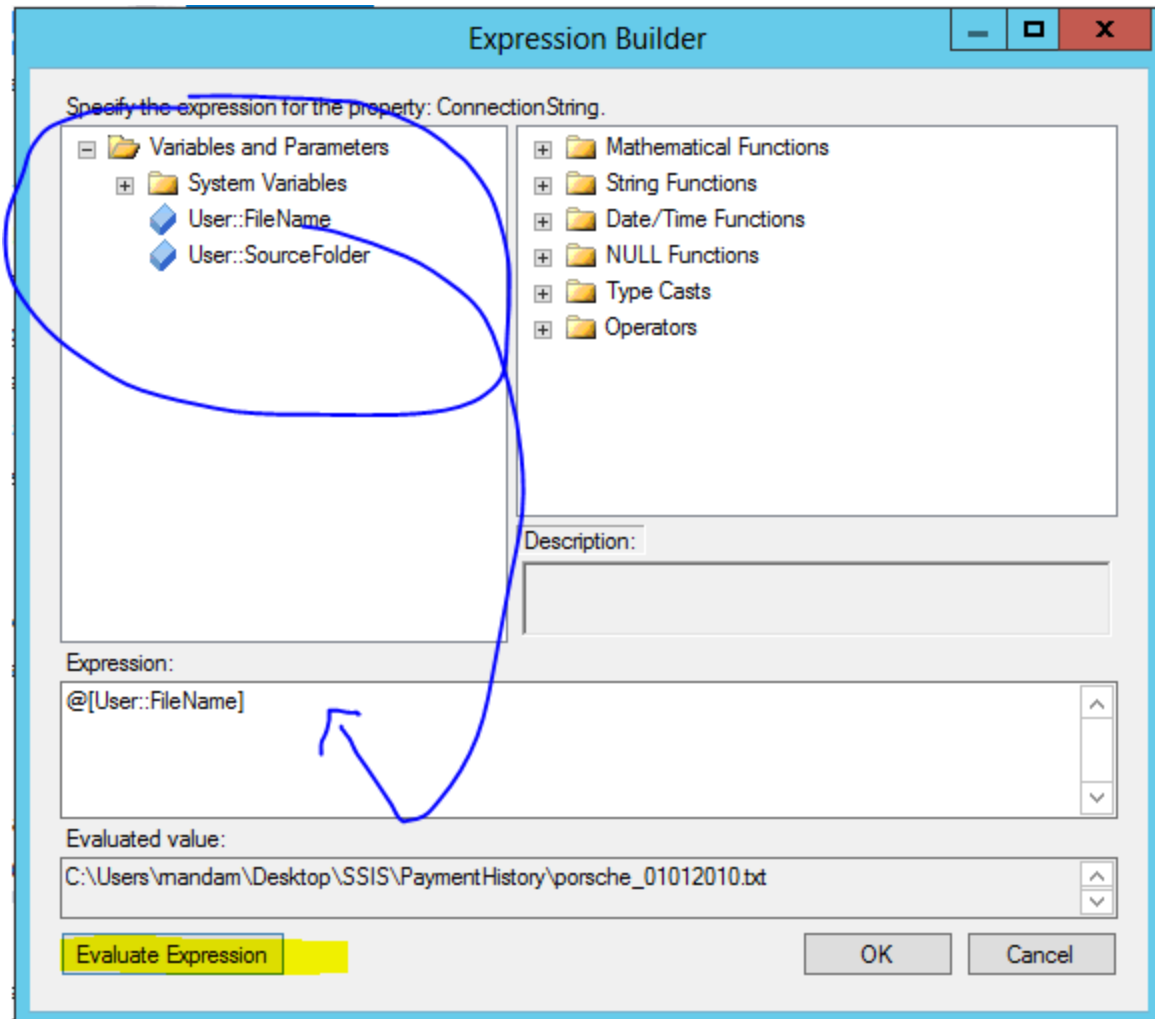 Expression Builder
Specify the expression for the property: ConnectionString.
Variables and Parameters
System Variables
User::FileName
User::SourceFolder
Mathematical Functions
String Functions
Date/Time Functions
NULL Functions
Type Casts
Operators
Description:
Expression:
@[User::FileName]
Evaluated value:
C:\Users\mandam\Desktop\SSIS\PaymentHistory\porsche_01012010.txt
Evaluate Expression
OK
Cancel